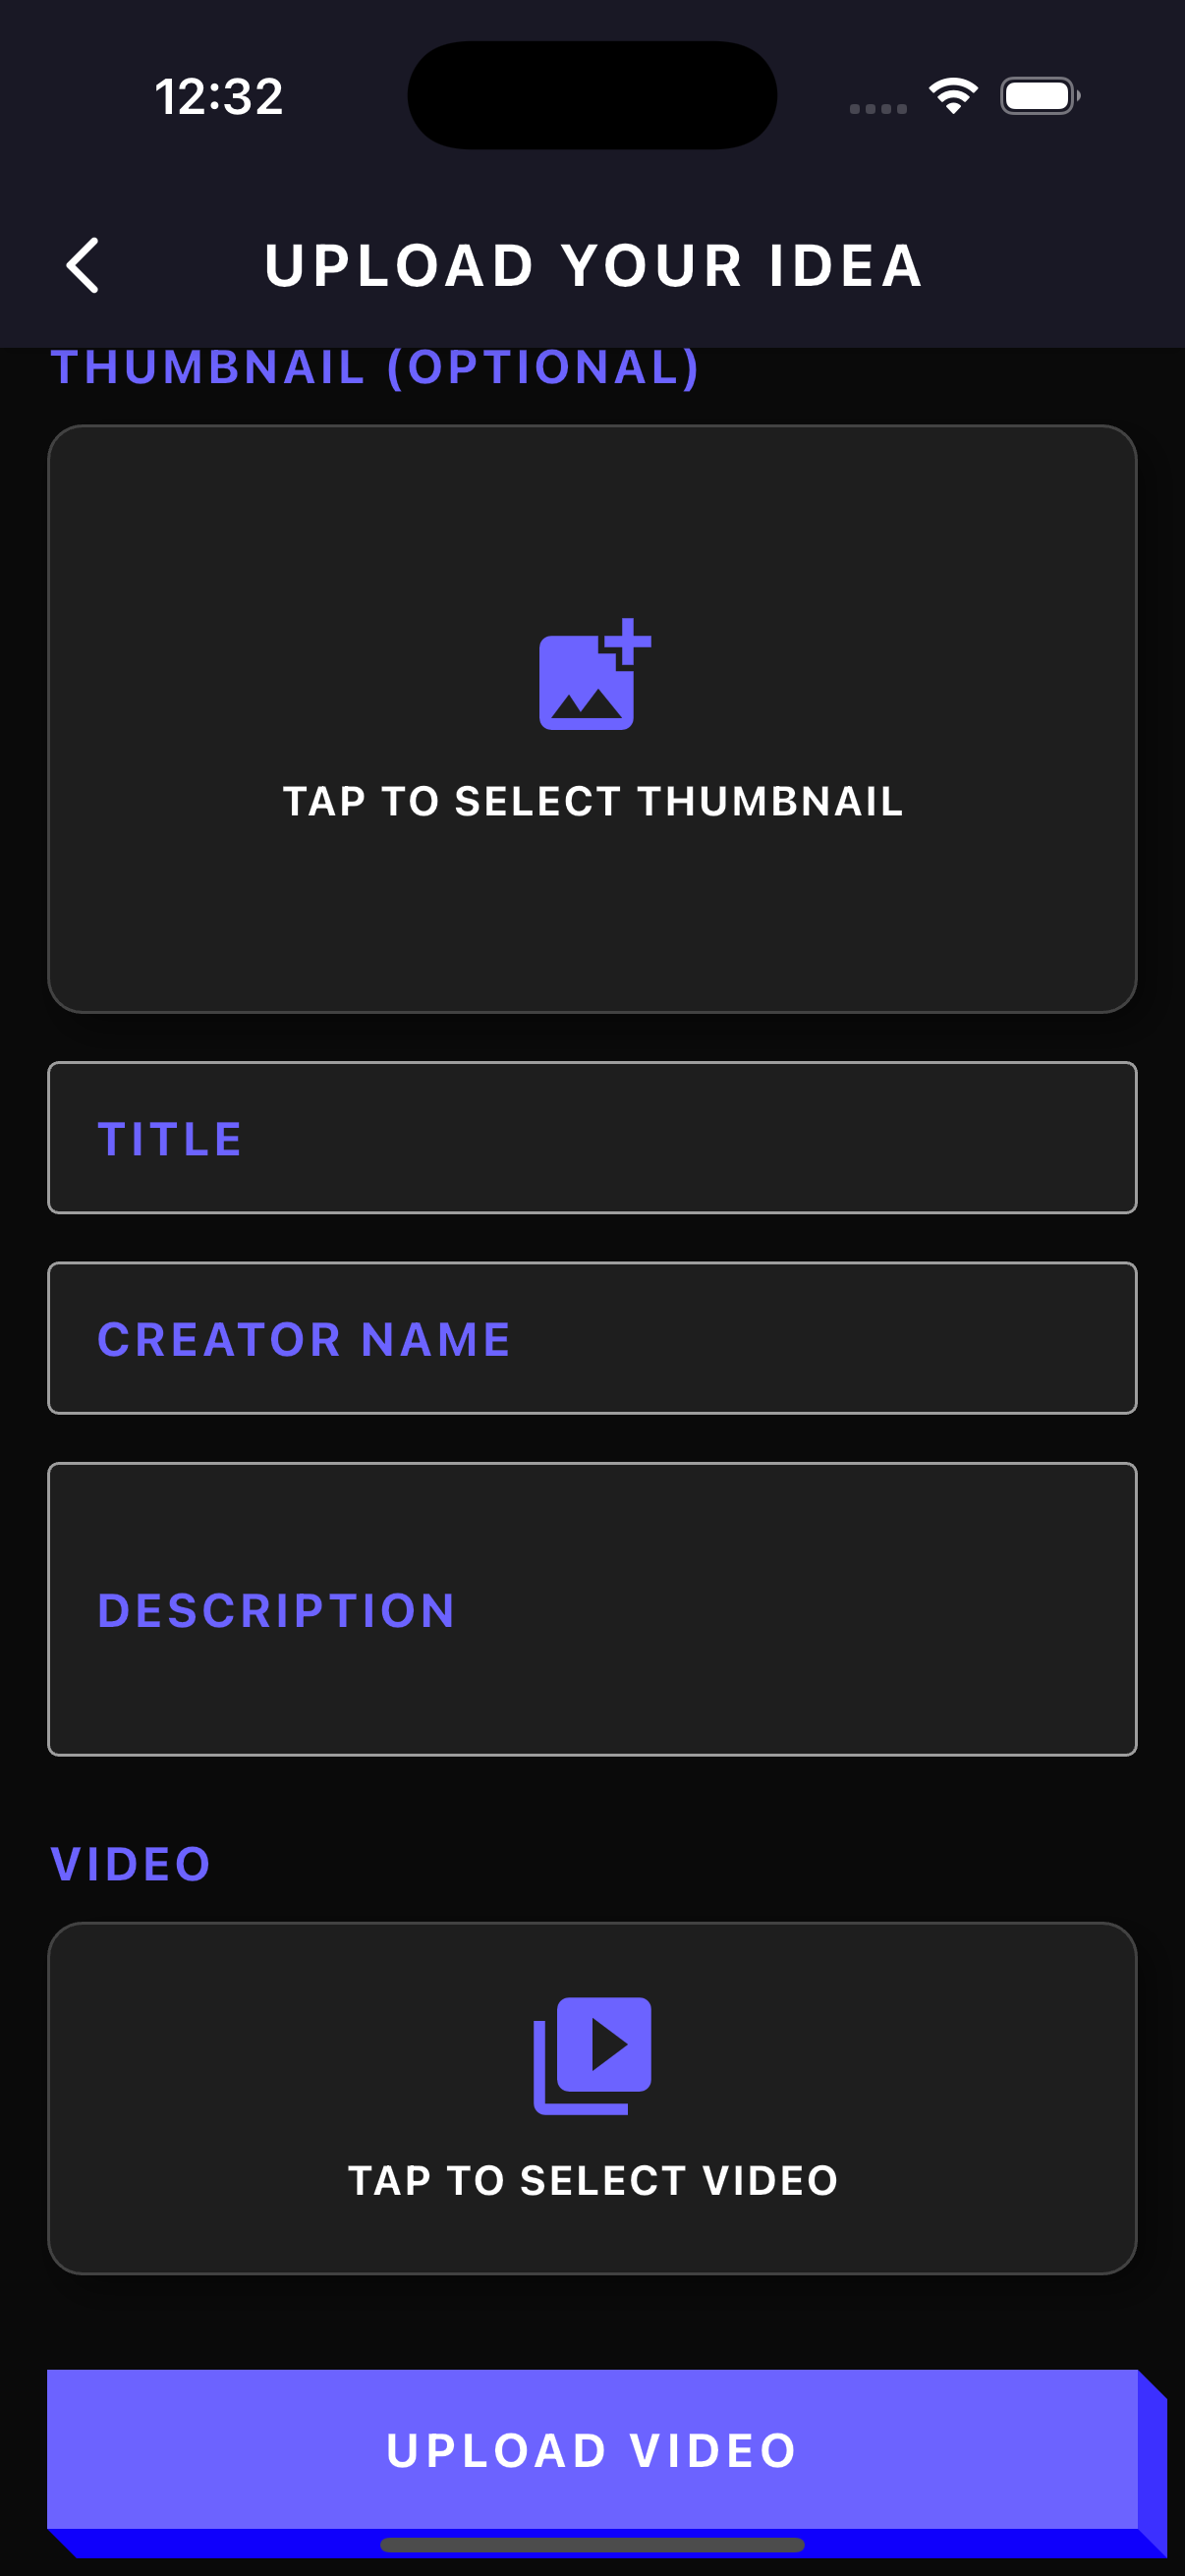 12:32
UPLOAD YOUR IDEA
THUMBNAIL (OPTIONAL)
TAP TO SELECT THUMBNAIL
TITLE
CREATOR NAME
DESCRIPTION
VIDEO
TAP TO SELECT VIDEO
UPLOAD VIDEO